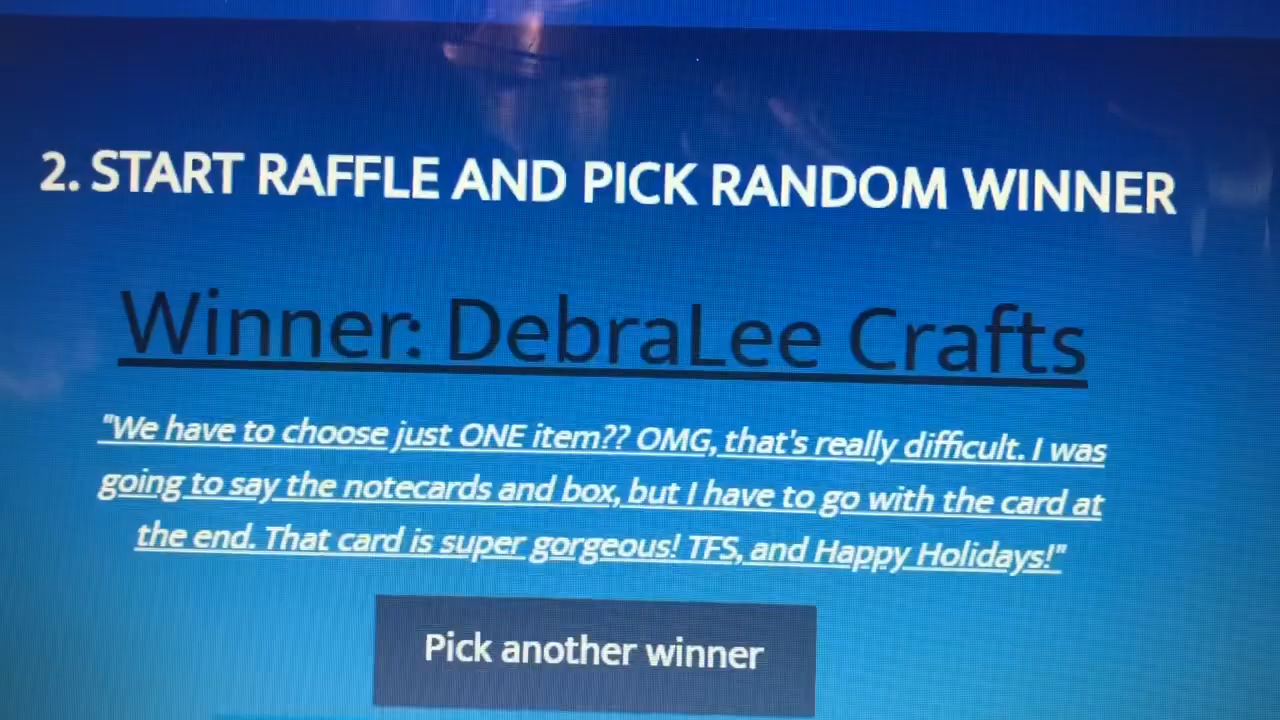 2. START RAFFLE AND PICK RANDOM WINNER
Winner: DebraLee Crafts
"We have to choose just ONE item?? OMG, that's really difficult. I was
going to say the notecards and box, but I have to go with the card at
the end. That card is super gorgeous! TFS, and Happy Holidays!"
Pick another winner